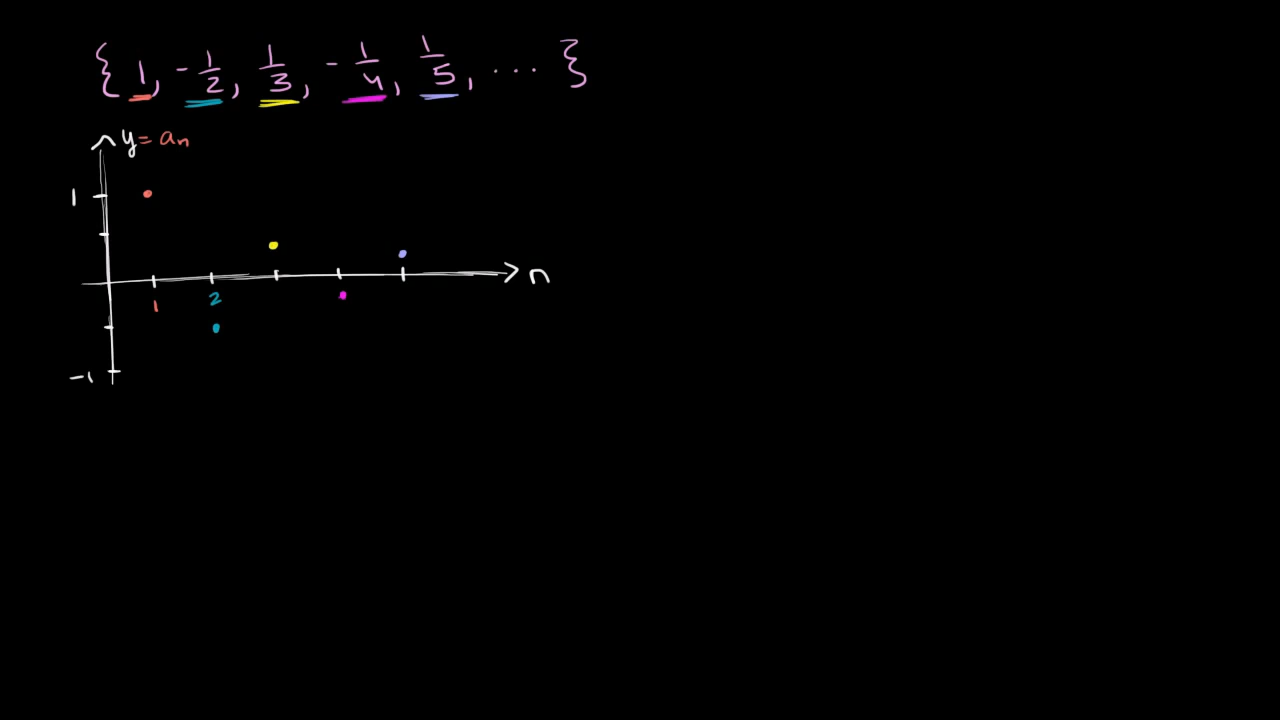 { 1, -1/2, 1/3, -1/4, 1/5, ... }
y = an
1
n
1 2
-1